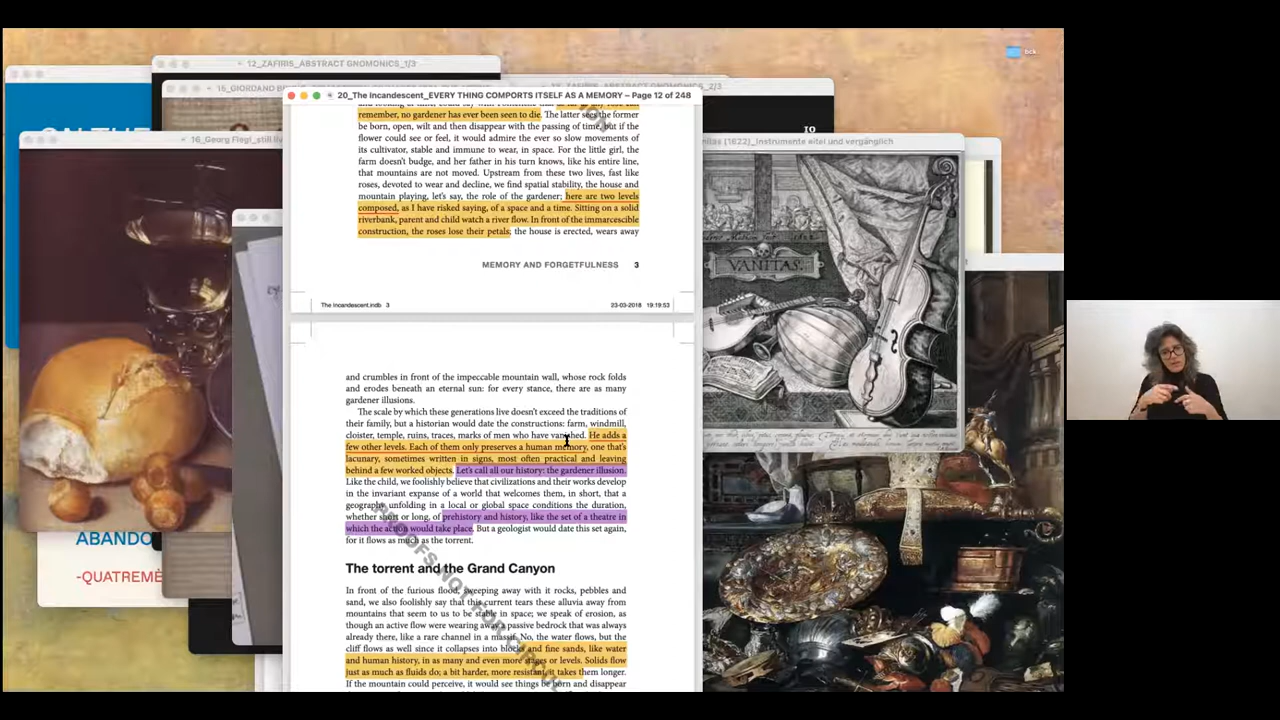 bck
12_ZAFIRIS_ABSTRACT GNOMONICS_1/3
20_The Incandescent_EVERY THING COMPORTS ITSELF AS A MEMORY – Page 12 of 248
16_Georg Flegl_still li
(1622)_Instrumente eitel und vergänglich
remember, no gardener has ever been seen to die. The latter sees the former
be born, open, wilt and then disappear with the passing of time, but if the
flower could see or feel, it would admire the ever so slow movements of
its cultivator, stable and immune to wear, in space. For the little girl, the
farm doesn't budge, and her father in his turn knows, like his entire line,
that mountains are not moved. Upstream from these two lives, fast like
roses, devoted to wear and decline, we find spatial stability, the house and
mountain playing, let's say, the role of the gardener; here are two levels
composed, as I have risked saying, of a space and a time. Sitting on a solid
riverbank, parent and child watch a river flow. In front of the immarcescible
construction, the roses lose their petals; the house is erected, wears away
MEMORY AND FORGETFULNESS 3
The Incandescent.indb 3 23-03-2018 19:19:53
and crumbles in front of the impeccable mountain wall, whose rock folds
and erodes beneath an eternal sun: for every stance, there are as many
gardener illusions.
The scale by which these generations live doesn't exceed the traditions of
their family, but a historian would date the constructions: farm, windmill,
cloister, temple, ruins, traces, marks of men who have vanished. He adds a
few other levels. Each of them only preserves a human memory, one that's
lacunary, sometimes written in signs, most often practical and leaving
behind a few worked objects. Let's call all our history: the gardener illusion.
Like the child, we foolishly believe that civilizations and their works develop
in the invariant expanse of a world that welcomes them, in short, that a
geography unfolding in a local or global space conditions the duration,
whether short or long, of prehistory and history, like the set of a theatre in
which the action would take place. But a geologist would date this set again,
for it flows as much as the torrent.
The torrent and the Grand Canyon
In front of the furious flood, sweeping away with it rocks, pebbles and
sand, we also foolishly say that this current tears these alluvia away from
mountains that seem to us to be stable in space; we speak of erosion, as
though an active flow were wearing away a passive bedrock that was always
already there, like a rare channel in a massif. No, the water flows, but the
cliff flows as well since it collapses into blocks and fine sands, like water
and human history, in as many and even more stages or levels. Solids flow
just as much as fluids do; a bit harder, more resistant, it takes them longer.
If the mountain could perceive, it would see things be born and disappear
PROOFS NOT FOR
VANITAS
ABANDO
-QUATREMÈ